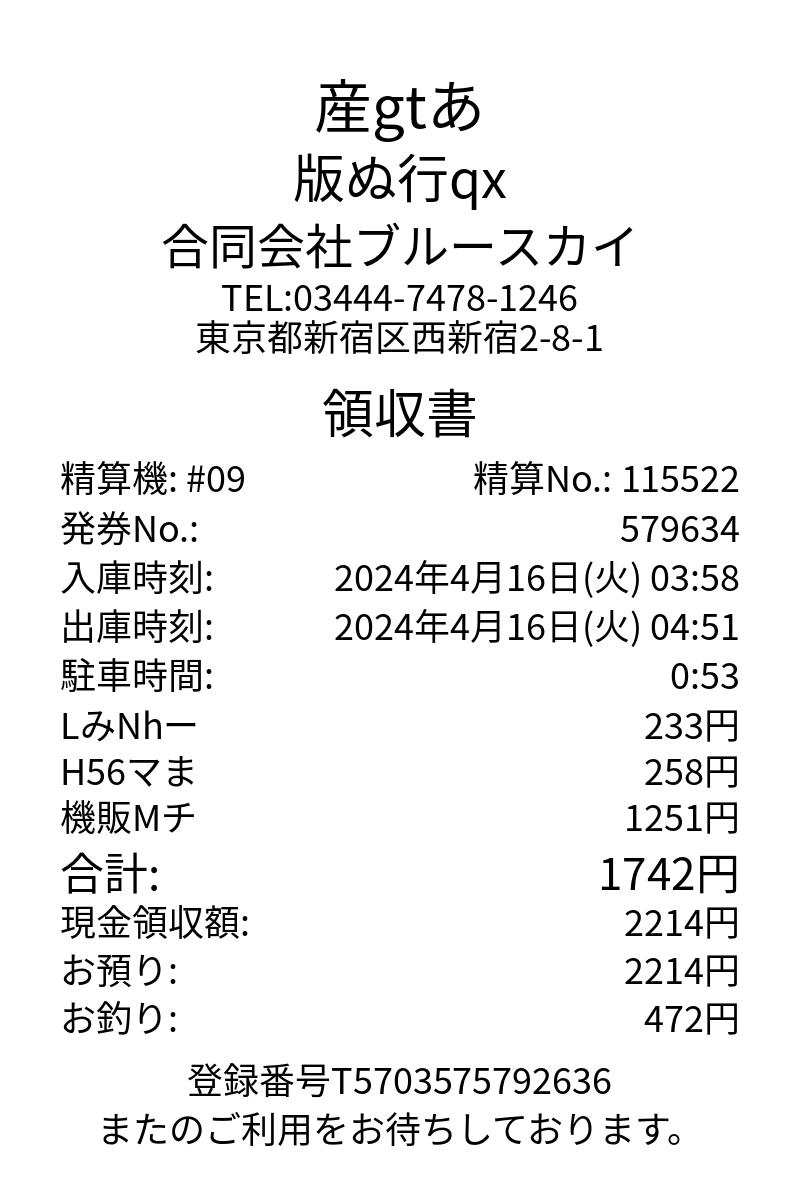 産gtあ
版ぬ行qx
合同会社ブルースカイ
TEL:03444-7478-1246
東京都新宿区西新宿2-8-1
領収書
精算機: #09 精算No.: 115522
発券No.: 579634
入庫時刻: 2024年4月16日(火) 03:58
出庫時刻: 2024年4月16日(火) 04:51
駐車時間: 0:53
LみNhー 233円
H56マま 258円
機販Mチ 1251円
合計: 1742円
現金領収額: 2214円
お預り: 2214円
お釣り: 472円
登録番号T5703575792636
またのご利用をお待ちしております。